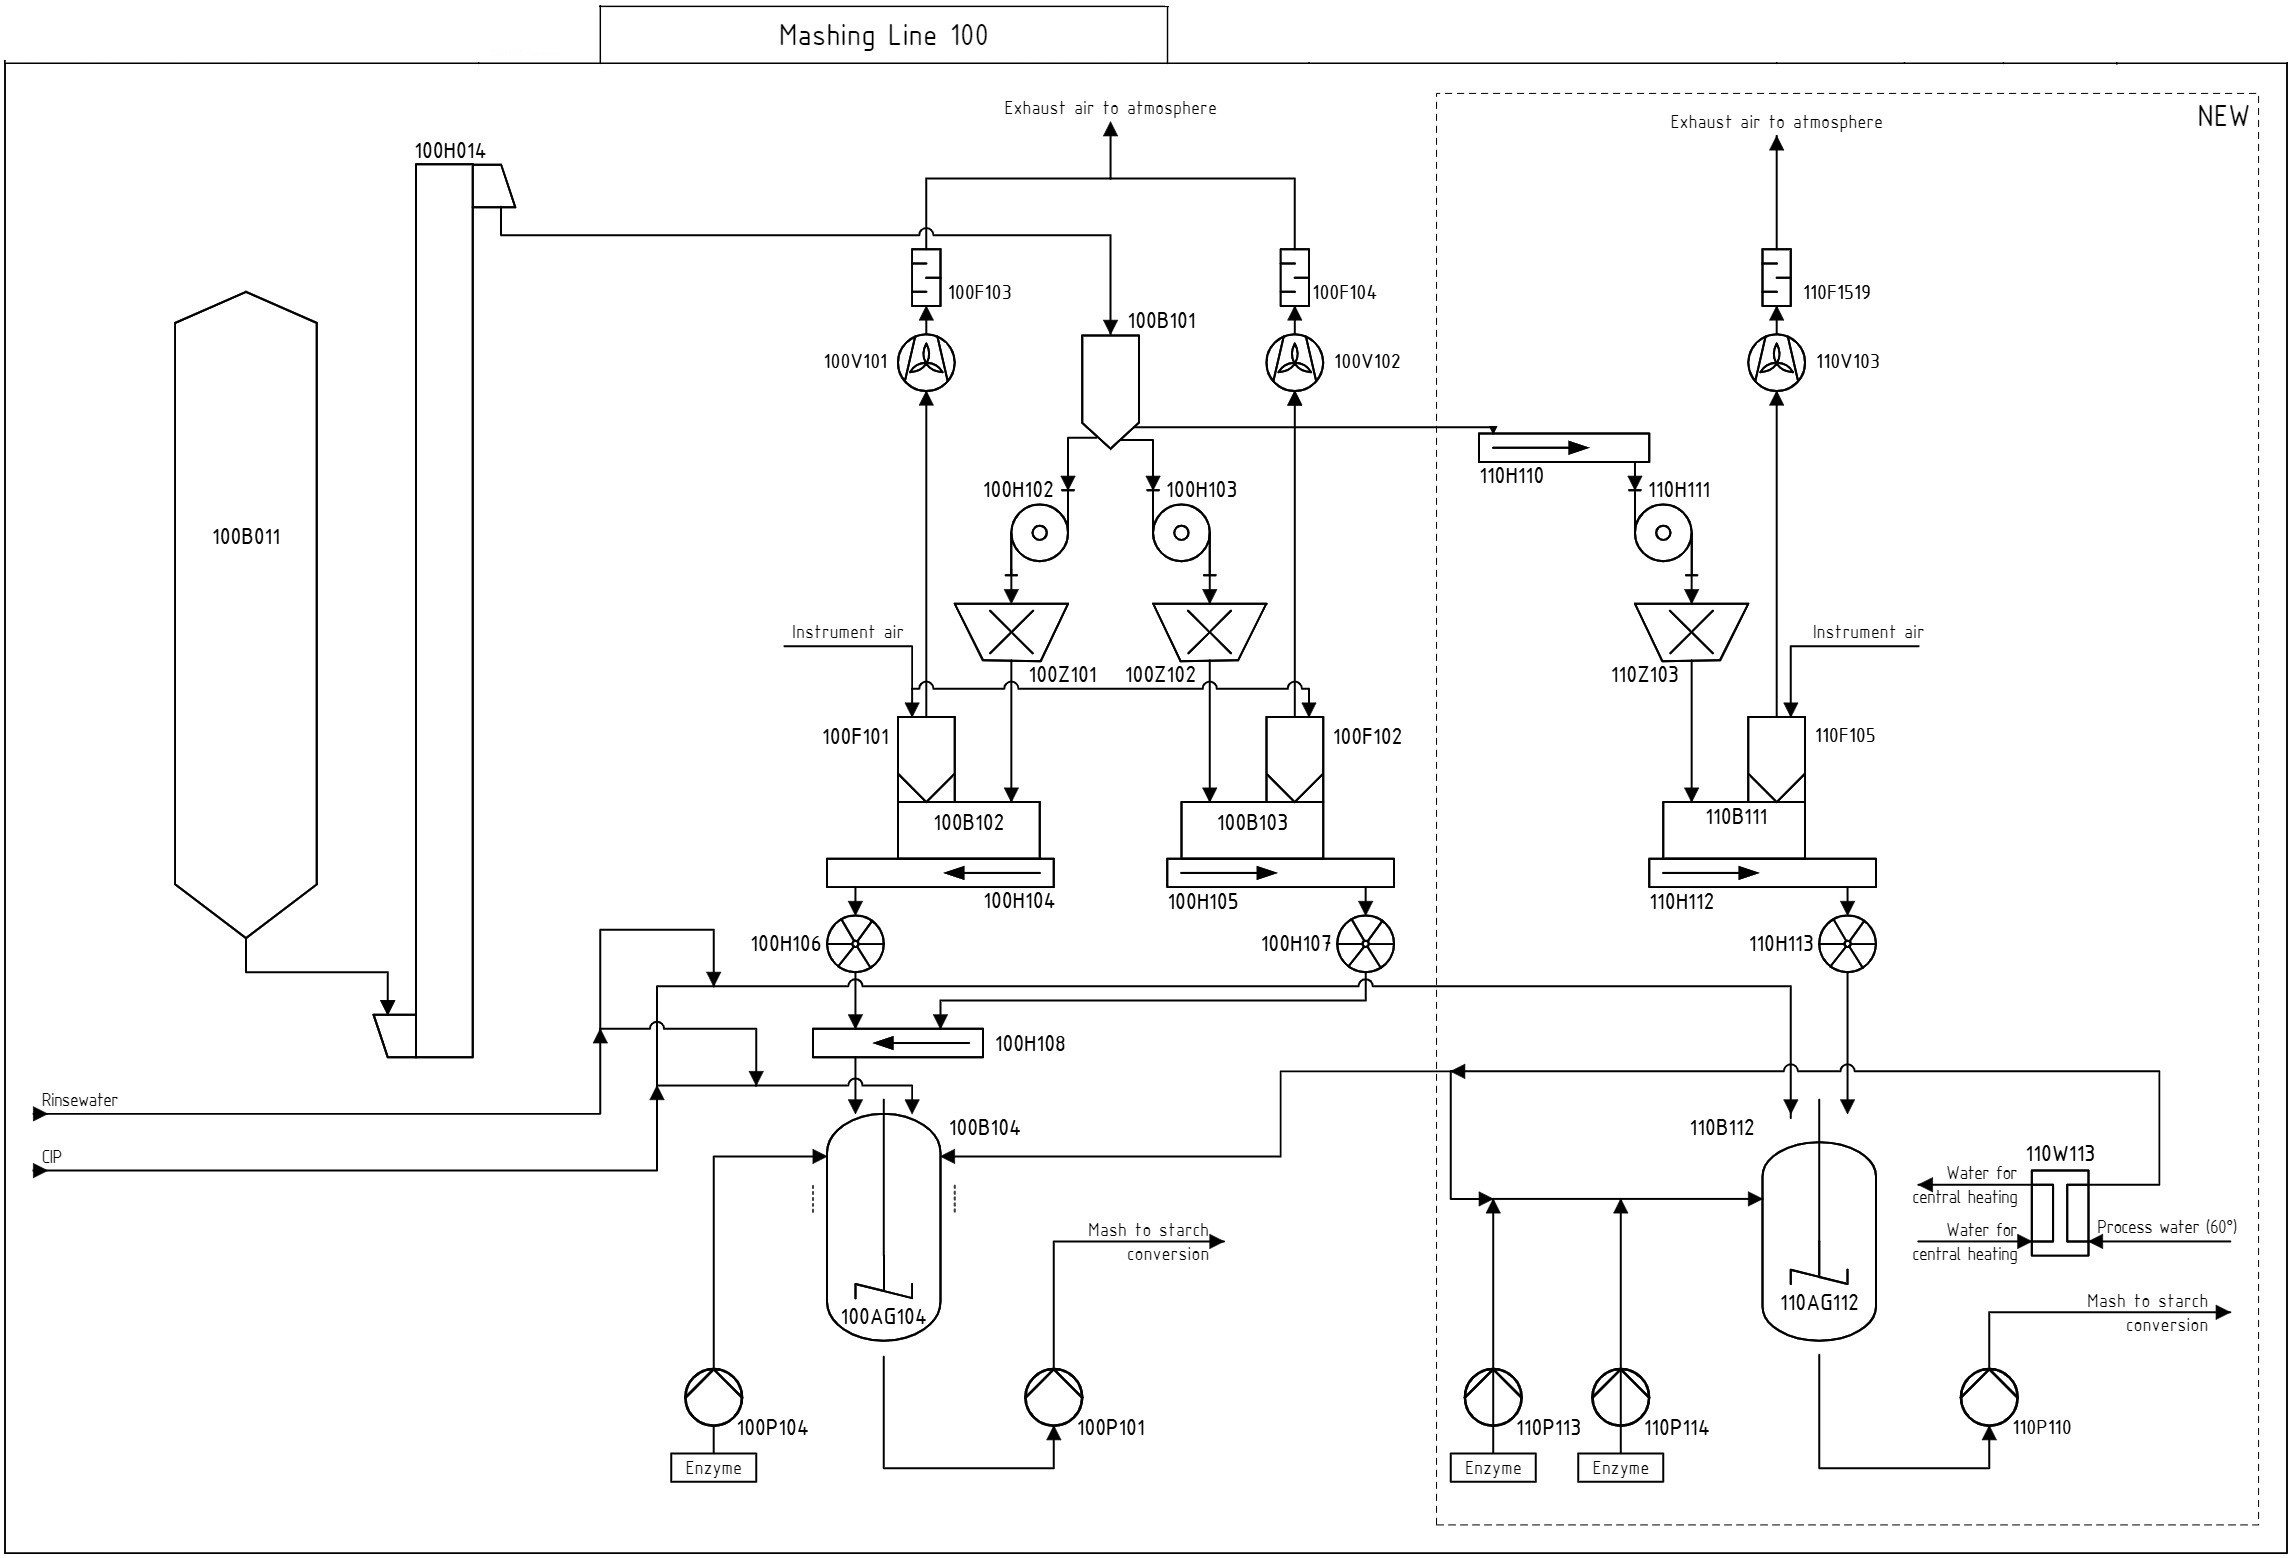 Mashing Line 100
Exhaust air to atmosphere
NEW
Exhaust air to atmosphere
100H014
100F103
100F104
110F1519
100B101
100V101
100V102
110V103
110H110
100H102
100H103
110H111
100B011
Instrument air
Instrument air
100Z101
100Z102
110Z103
100F101
100F102
110F105
100B102
100B103
110B111
100H104
100H105
110H112
100H106
100H107
110H113
100H108
Rinsewater
100B104
110B112
CIP
110W113
Water for
central heating
Mash to starch
conversion
Water for
central heating
Process water (60°)
100AG104
110AG112
Mash to starch
conversion
100P104
100P101
110P113
110P114
110P110
Enzyme
Enzyme
Enzyme